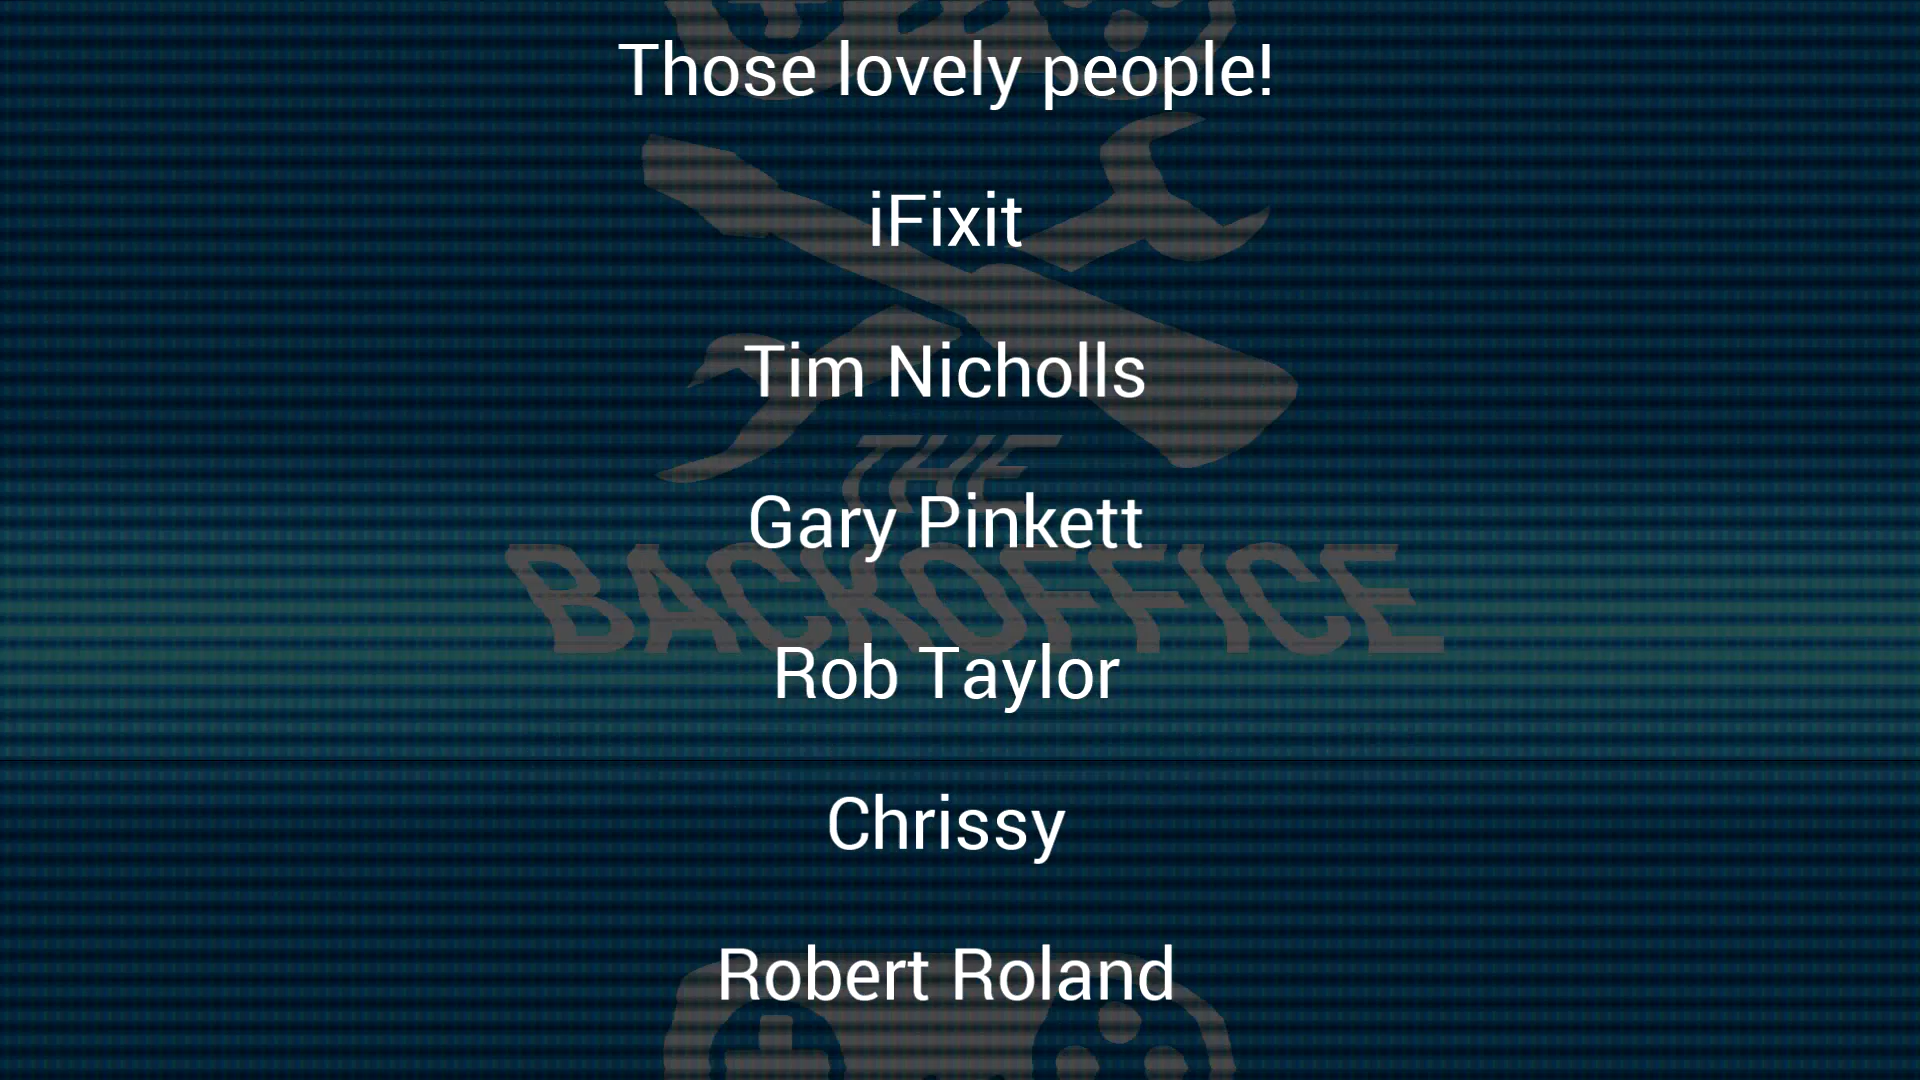 Those lovely people!
iFixit
Tim Nicholls
THE
Gary Pinkett
BACKOFFICE
Rob Taylor
Chrissy
Robert Roland